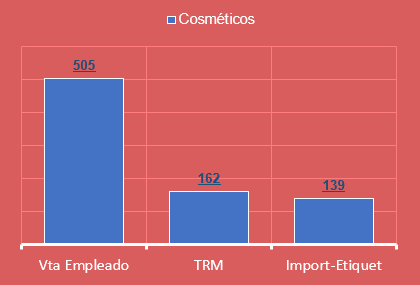 Cosméticos
505
162
139
Vta Empleado
TRM
Import-Etiquet